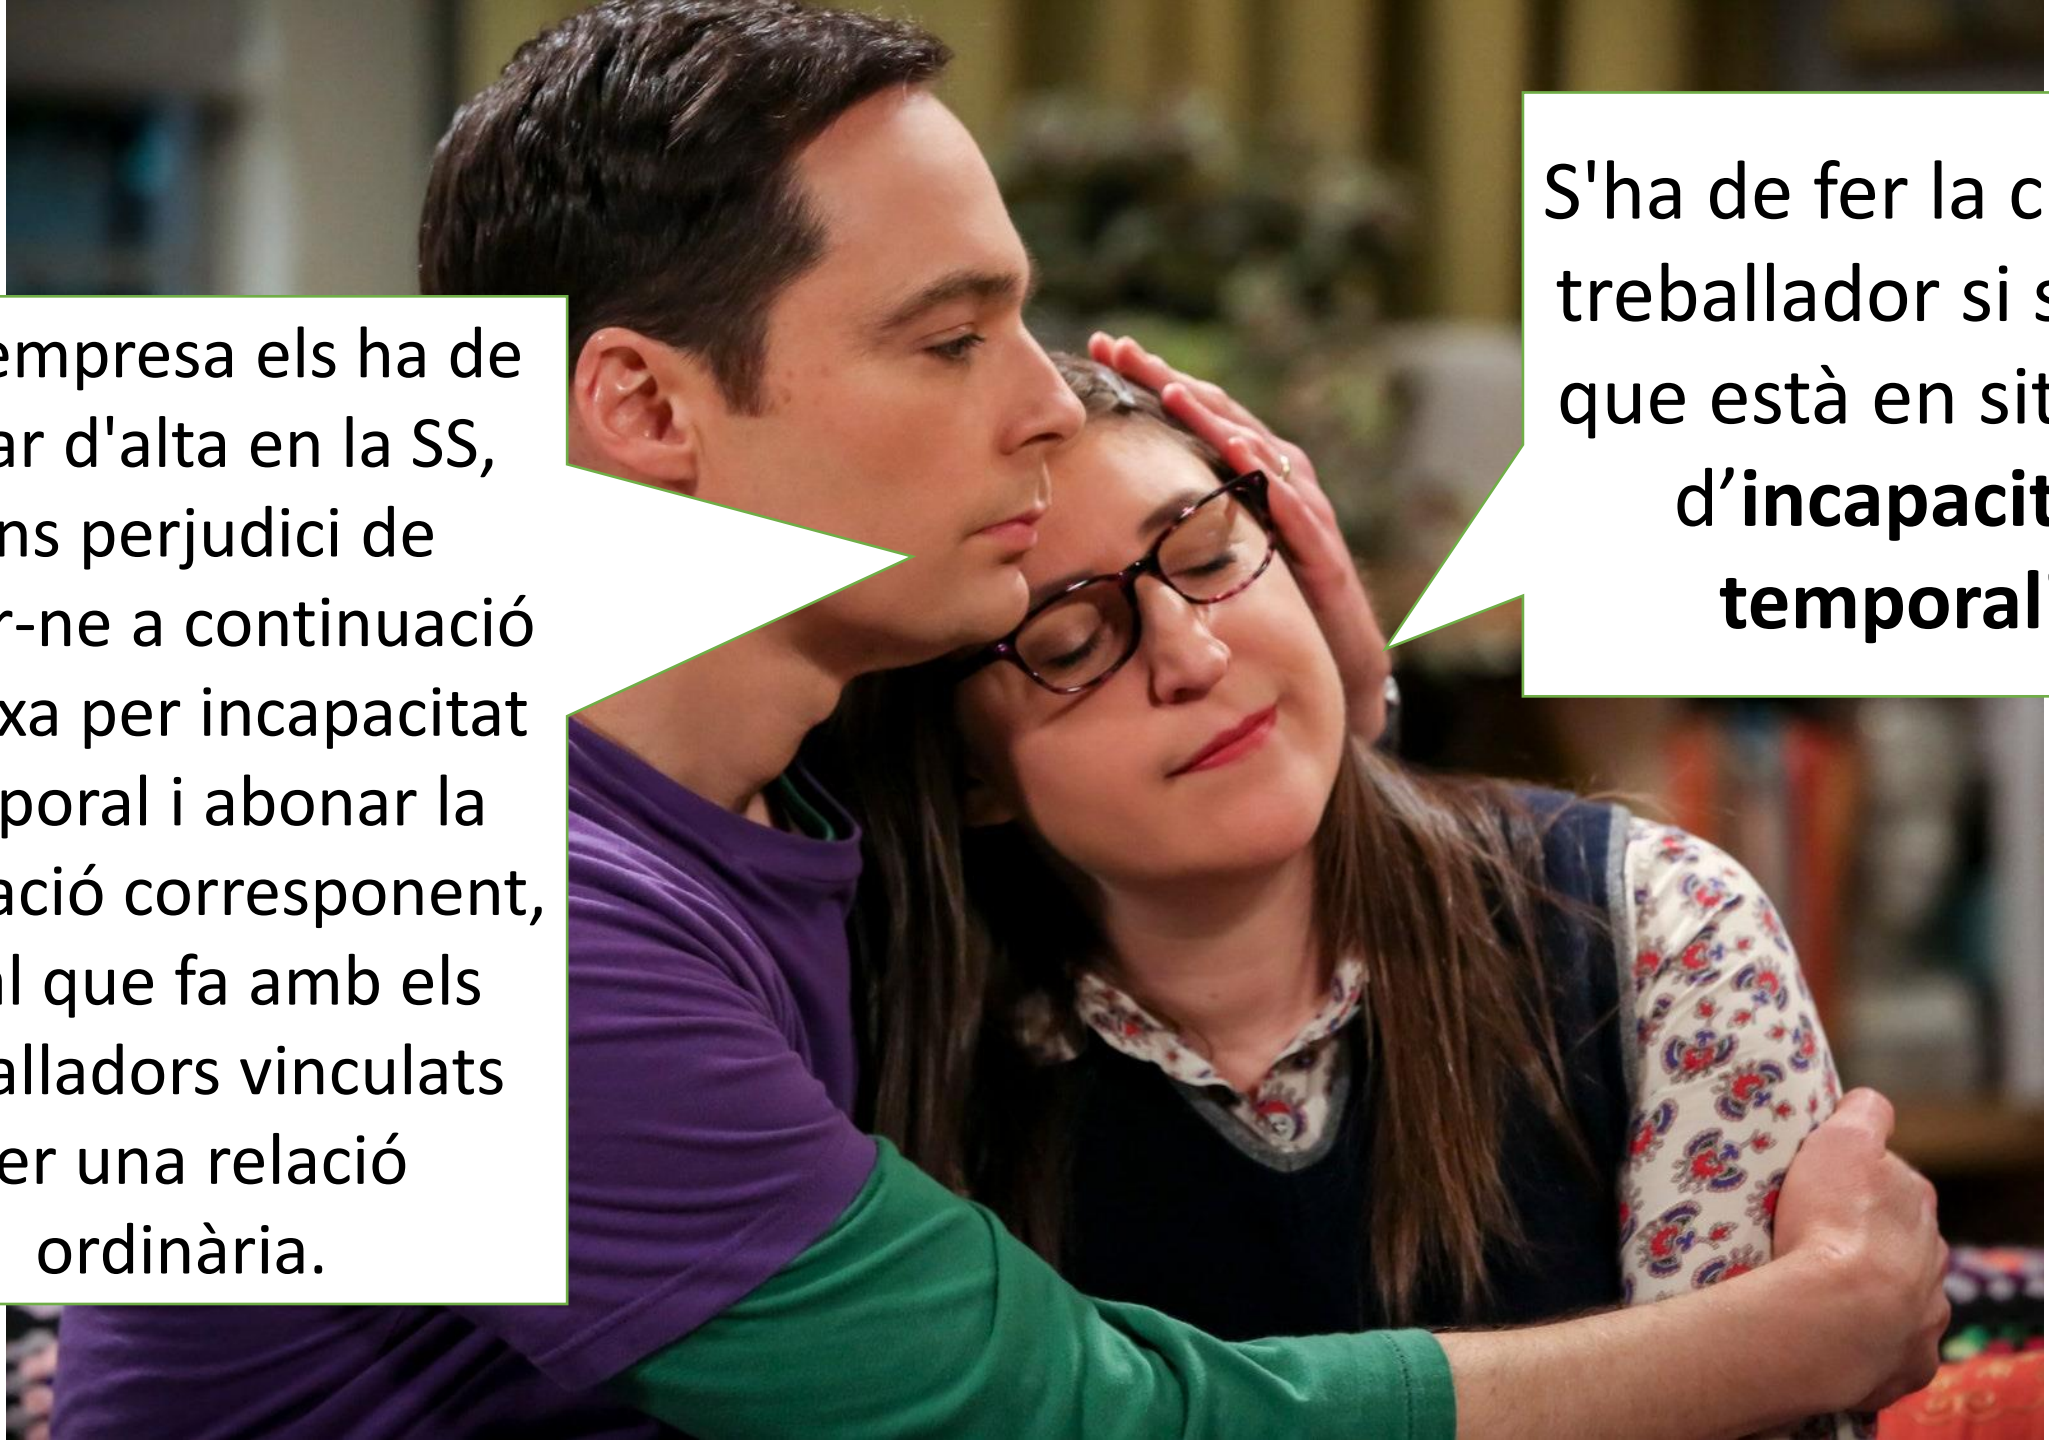 S'ha de fer la c
treballador si s
que està en sit
d'incapacit
temporal
empresa els ha de
ar d'alta en la SS,
ns perjudici de
r-ne a continuació
xa per incapacitat
poral i abonar la
ació corresponent,
al que fa amb els
alladors vinculats
er una relació
ordinària.